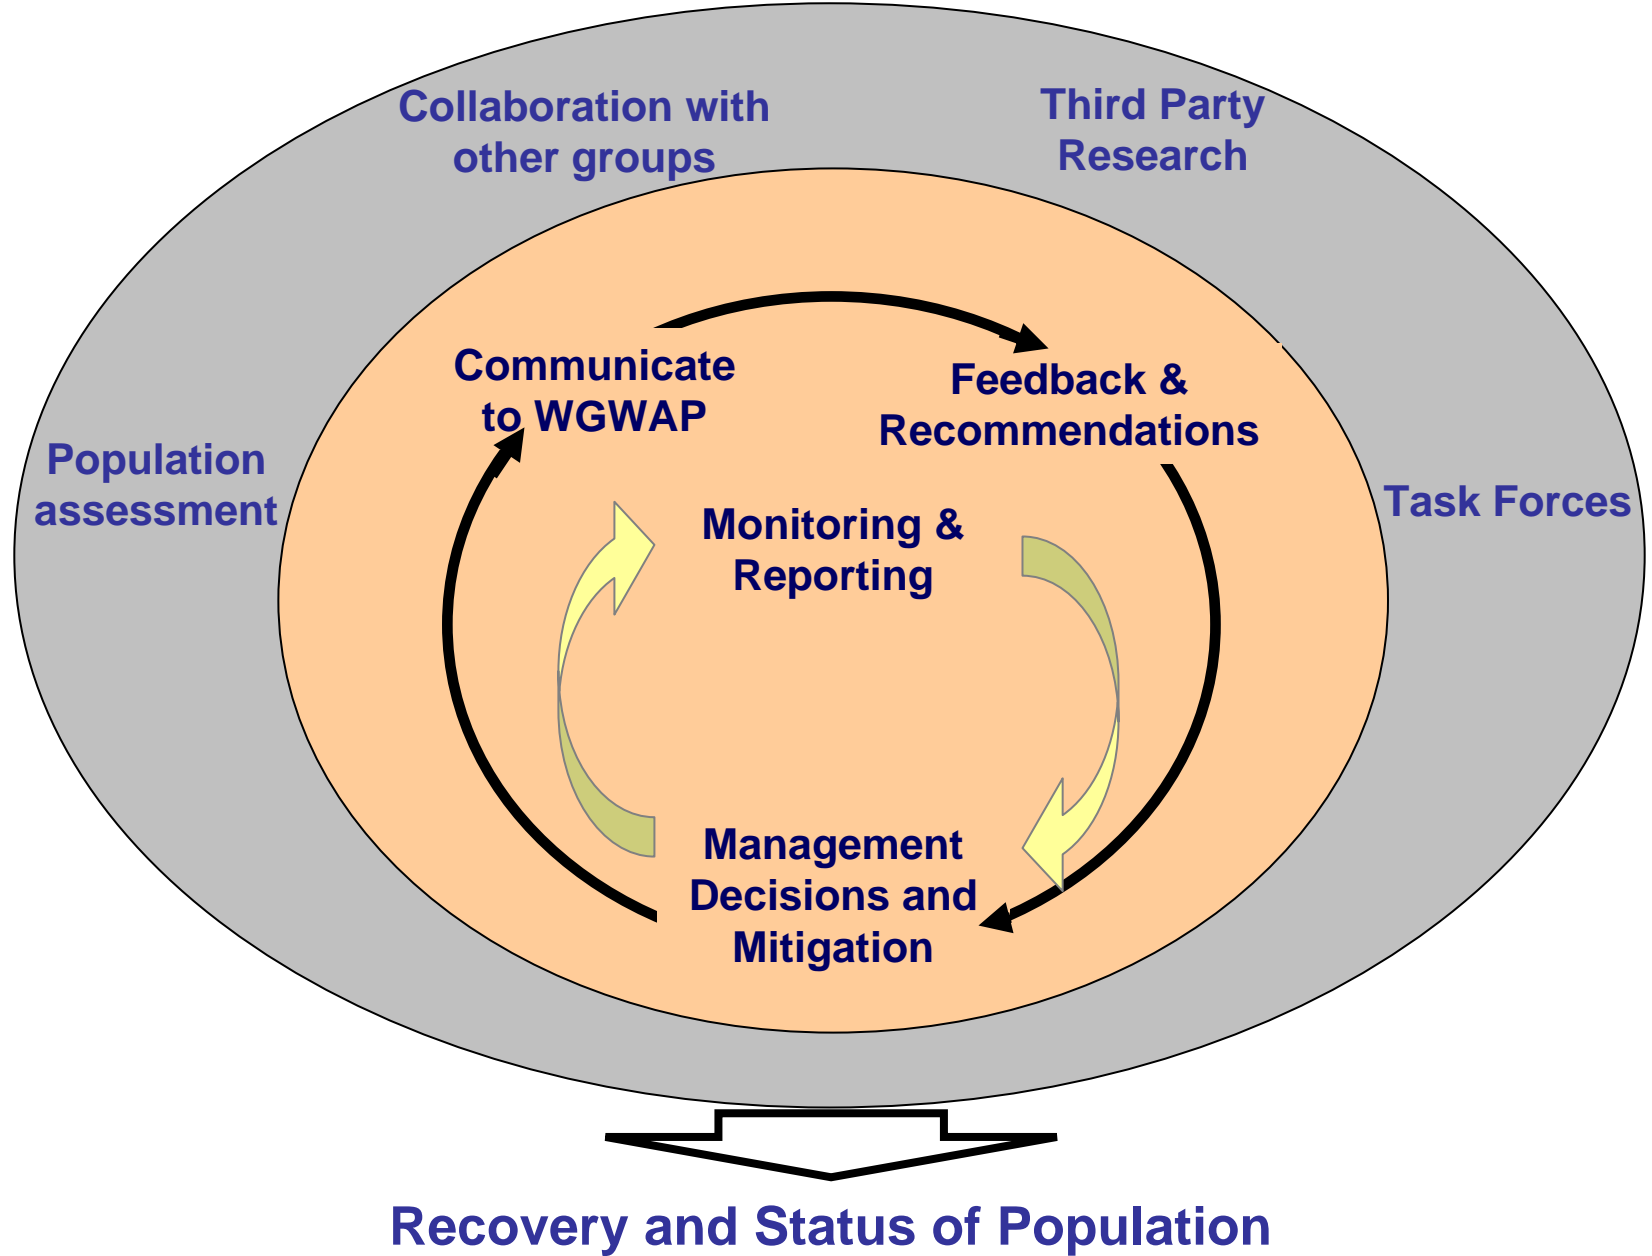 Collaboration with
other groups
Third Party
Research
Communicate
to WGWAP
Feedback &
Recommendations
Population
assessment
Task Forces
Monitoring &
Reporting
Management
Decisions and
Mitigation
Recovery and Status of Population